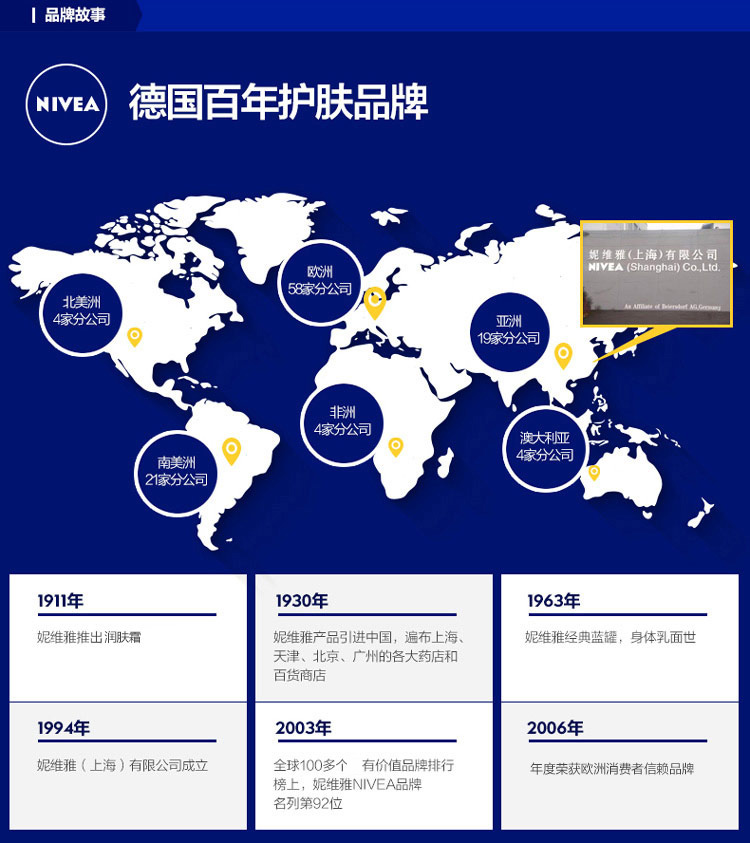 品牌故事
NIVEA
德国百年护肤品牌
北美洲
4家分公司
欧洲
58家分公司
亚洲
19家分公司
妮维雅(上海)有限公司
NIVEA (Shanghai) Co.,Ltd.
An Affiliate of Beiersdorf AG,Germany
非洲
4家分公司
澳大利亚
4家分公司
南美洲
21家分公司
1911年
妮维雅推出润肤霜
1930年
妮维雅产品引进中国，遍布上海、
天津、北京、广州的各大药店和
百货商店
1963年
妮维雅经典蓝罐，身体乳面世
1994年
妮维雅（上海）有限公司成立
2003年
全球100多个 有价值品牌排行
榜上，妮维雅NIVEA品牌
名列第92位
2006年
年度荣获欧洲消费者信赖品牌